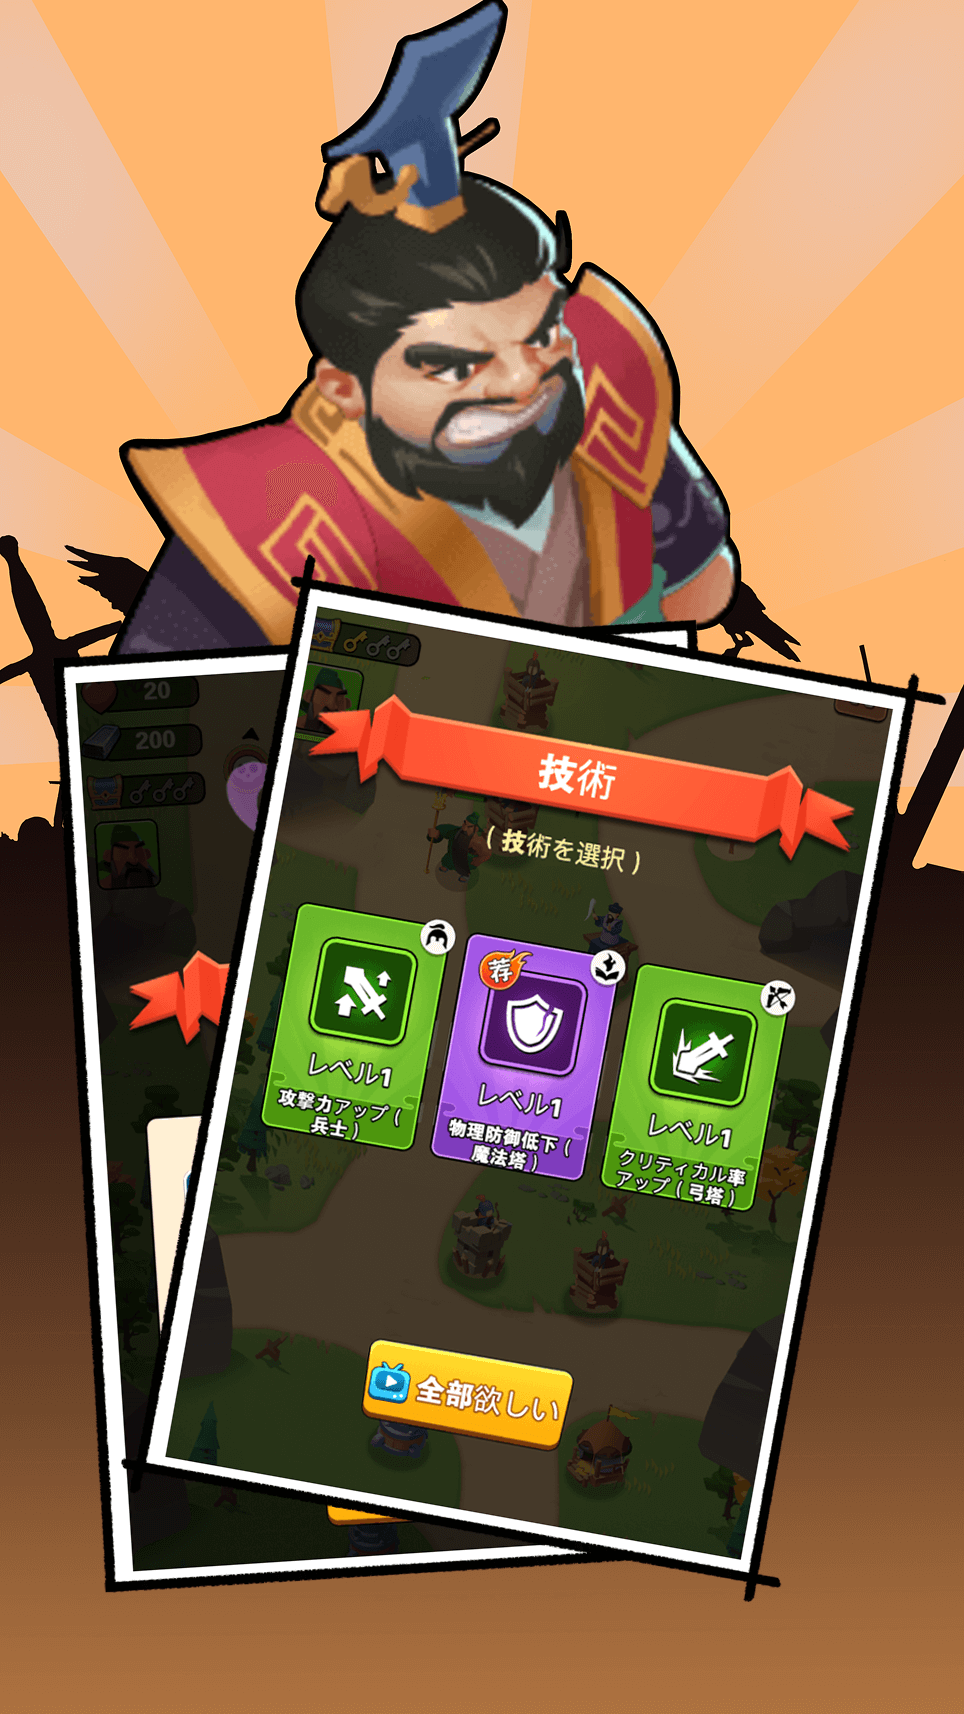 20
200
技術
(技術を選択)
レベル1
攻撃力アップ(
兵士)
荐
レベル1
物理防御低下(
魔法塔)
レベル1
クリティカル率
アップ(弓塔)
全部欲しい